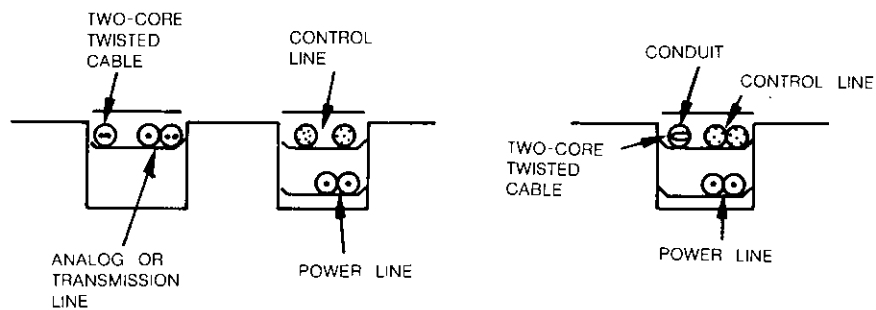 TWO-CORE
TWISTED
CABLE
CONTROL
LINE
ANALOG OR
TRANSMISSION
LINE
POWER LINE
CONDUIT
CONTROL LINE
TWO-CORE
TWISTED
CABLE
POWER LINE